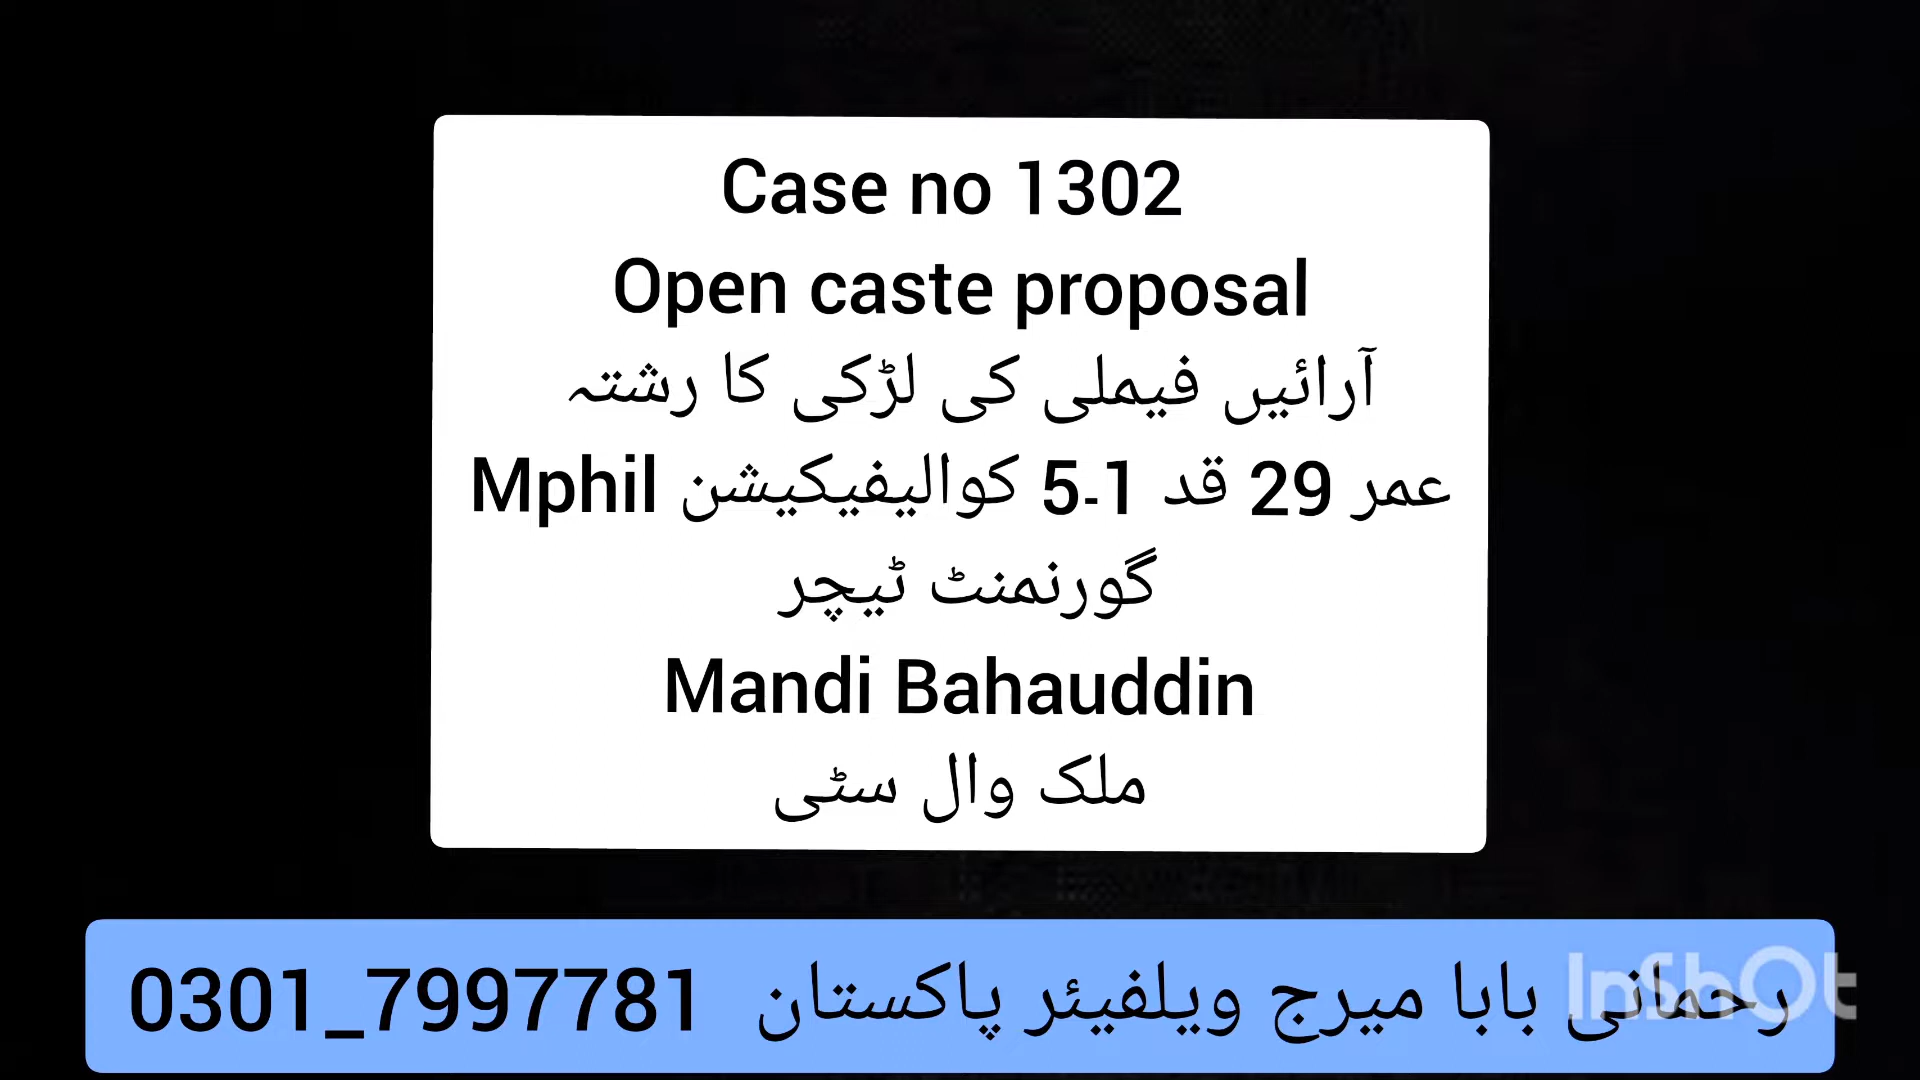 Case no 1302
Open caste proposal
آرائیں فیملی کی لڑکی کا رشتہ
عمر 29 قد 5.1 کوالیفیکیشن Mphil
گورنمنٹ ٹیچر
Mandi Bahauddin
ملک وال سٹی
رحمانی بابا میرج ویلفیئر پاکستان 0301_7997781
InShOt